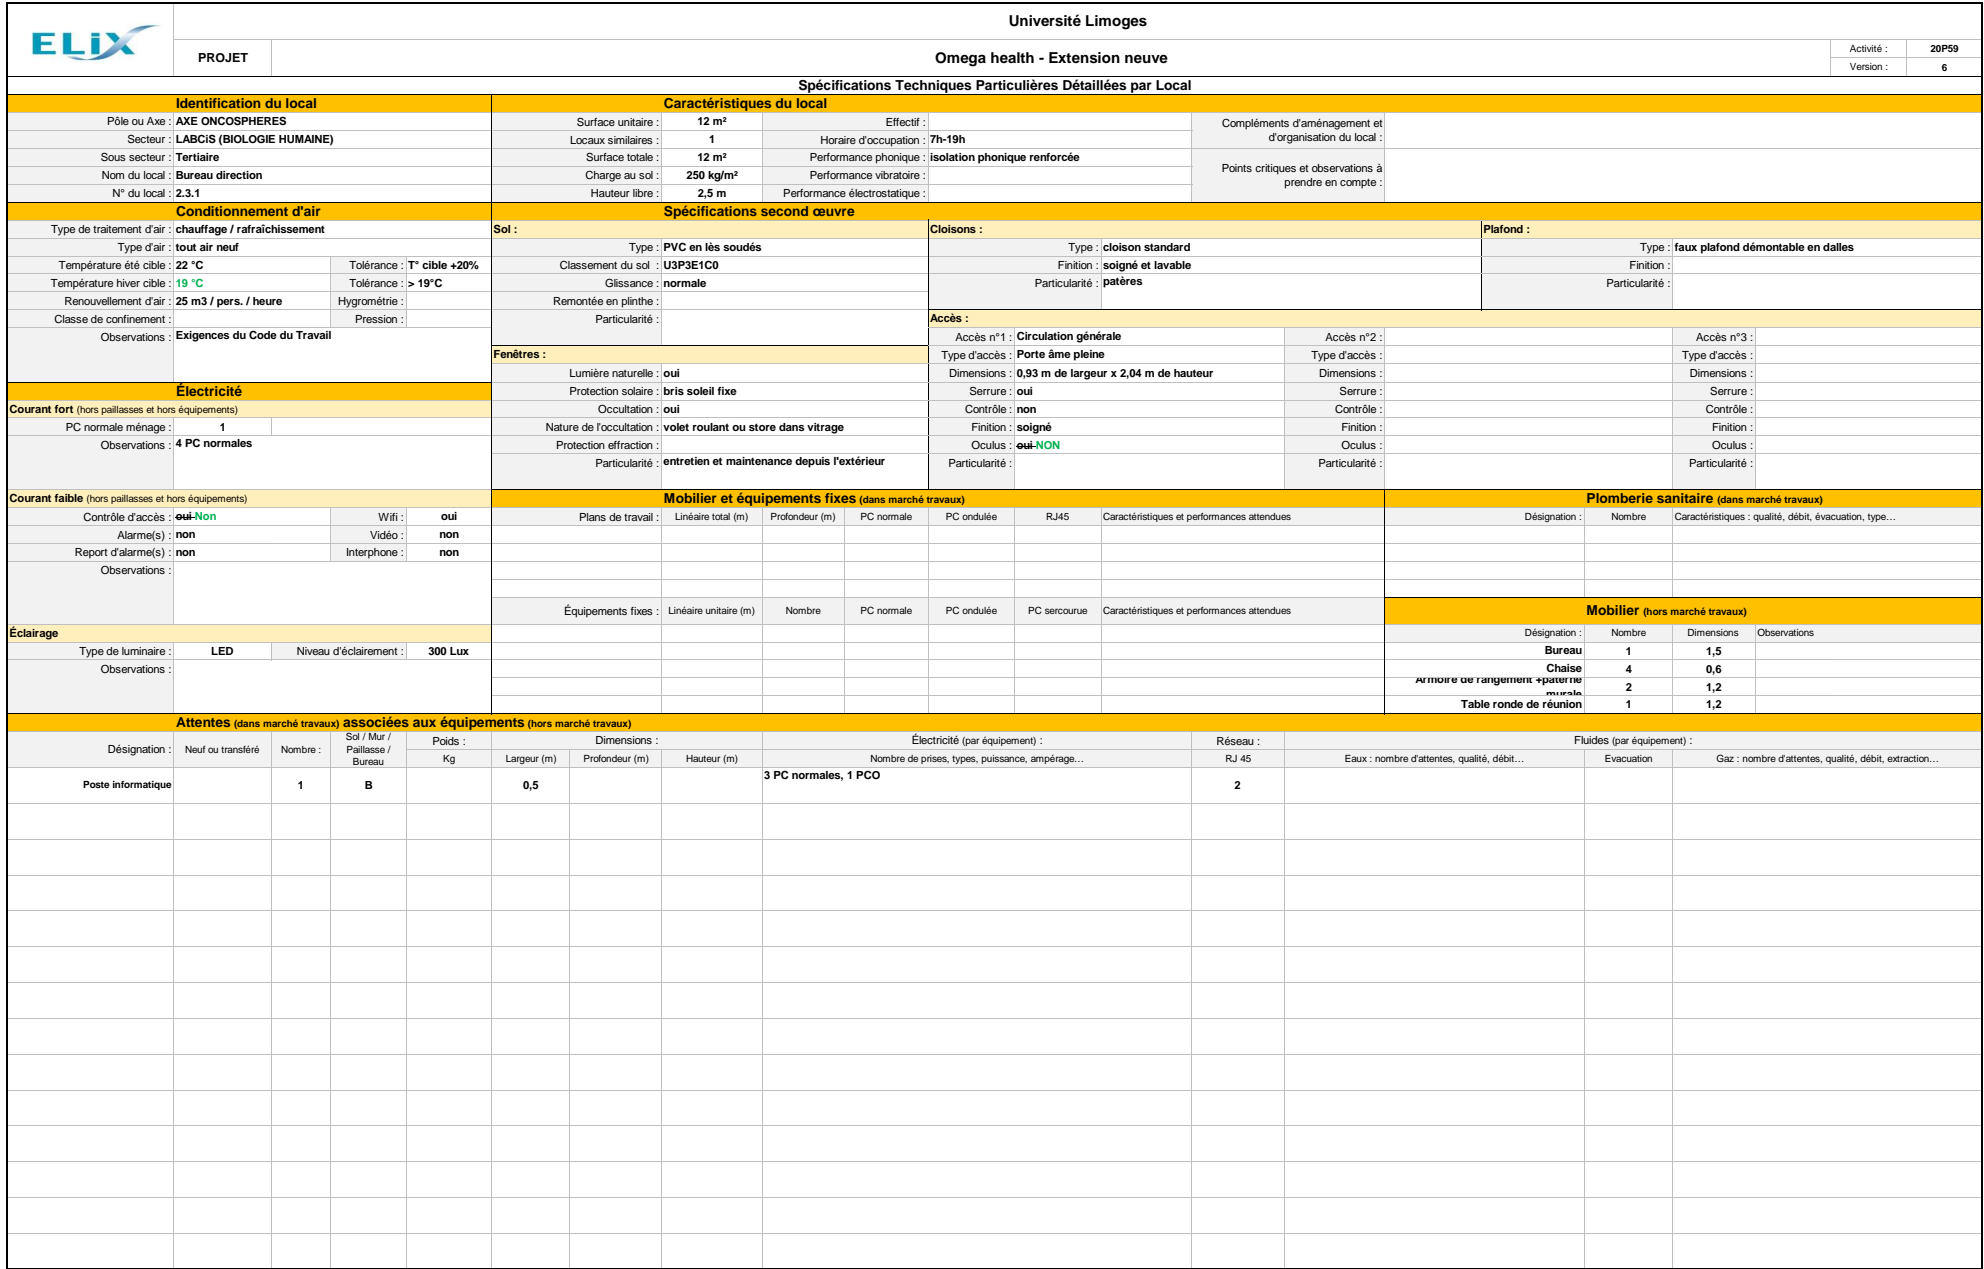 ELiX
Université Limoges
PROJET
Omega health - Extension neuve
Activité : 20P59
Version : 6
Spécifications Techniques Particulières Détaillées par Local
Identification du local
Pôle ou Axe : AXE ONCOSPHERES
Secteur : LABCiS (BIOLOGIE HUMAINE)
Sous secteur : Tertiaire
Nom du local : Bureau direction
N° du local : 2.3.1
Caractéristiques du local
Surface unitaire : 12 m² Effectif :
Locaux similaires : 1 Horaire d'occupation : 7h-19h
Surface totale : 12 m² Performance phonique : isolation phonique renforcée
Charge au sol : 250 kg/m² Performance vibratoire :
Hauteur libre : 2,5 m Performance électrostatique :
Compléments d'aménagement et
d'organisation du local :
Points critiques et observations à
prendre en compte :
Conditionnement d'air
Type de traitement d'air : chauffage / rafraîchissement
Type d'air : tout air neuf
Température été cible : 22 °C Tolérance : T° cible +20%
Température hiver cible : 19 °C Tolérance : > 19°C
Renouvellement d'air : 25 m3 / pers. / heure Hygrométrie :
Classe de confinement : Pression :
Observations : Exigences du Code du Travail
Spécifications second œuvre
Sol :
Type : PVC en lès soudés
Classement du sol : U3P3E1C0
Glissance : normale
Remontée en plinthe :
Particularité :
Cloisons :
Type : cloison standard
Finition : soigné et lavable
Particularité : patères
Plafond :
Type : faux plafond démontable en dalles
Finition :
Particularité :
Fenêtres :
Lumière naturelle : oui
Protection solaire : bris soleil fixe
Occultation : oui
Nature de l'occultation : volet roulant ou store dans vitrage
Protection effraction :
Particularité : entretien et maintenance depuis l'extérieur
Accès :
Accès n°1 : Circulation générale Accès n°2 : Accès n°3 :
Type d'accès : Porte âme pleine Type d'accès : Type d'accès :
Dimensions : 0,93 m de largeur x 2,04 m de hauteur Dimensions : Dimensions :
Serrure : oui Serrure : Serrure :
Contrôle : non Contrôle : Contrôle :
Finition : soigné Finition : Finition :
Oculus : oui NON Oculus : Oculus :
Particularité : Particularité : Particularité :
Électricité
Courant fort (hors paillasses et hors équipements)
PC normale ménage : 1
Observations : 4 PC normales
Courant faible (hors paillasses et hors équipements)
Contrôle d'accès : oui Non Wifi : oui
Alarme(s) : non Vidéo : non
Report d'alarme(s) : non Interphone : non
Observations :
Éclairage
Type de luminaire : LED Niveau d'éclairement : 300 Lux
Observations :
Mobilier et équipements fixes (dans marché travaux)
Plans de travail : Linéaire total (m) Profondeur (m) PC normale PC ondulée RJ45 Caractéristiques et performances attendues
Équipements fixes : Linéaire unitaire (m) Nombre PC normale PC ondulée PC sercourue Caractéristiques et performances attendues
Plomberie sanitaire (dans marché travaux)
Désignation : Nombre Caractéristiques : qualité, débit, évacuation, type…
Mobilier (hors marché travaux)
Désignation : Nombre Dimensions Observations
Bureau 1 1,5
Chaise 4 0,6
Armoire de rangement +paterne
murale 2 1,2
Table ronde de réunion 1 1,2
Attentes (dans marché travaux) associées aux équipements (hors marché travaux)
Désignation : Neuf ou transféré Nombre : Sol / Mur /
Paillasse /
Bureau
Poids : Dimensions : Électricité (par équipement) : Réseau : Fluides (par équipement) :
Kg Largeur (m) Profondeur (m) Hauteur (m) Nombre de prises, types, puissance, ampérage… RJ 45 Eaux : nombre d'attentes, qualité, débit… Evacuation Gaz : nombre d'attentes, qualité, débit, extraction…
Poste informatique 1 B 0,5 3 PC normales, 1 PCO 2